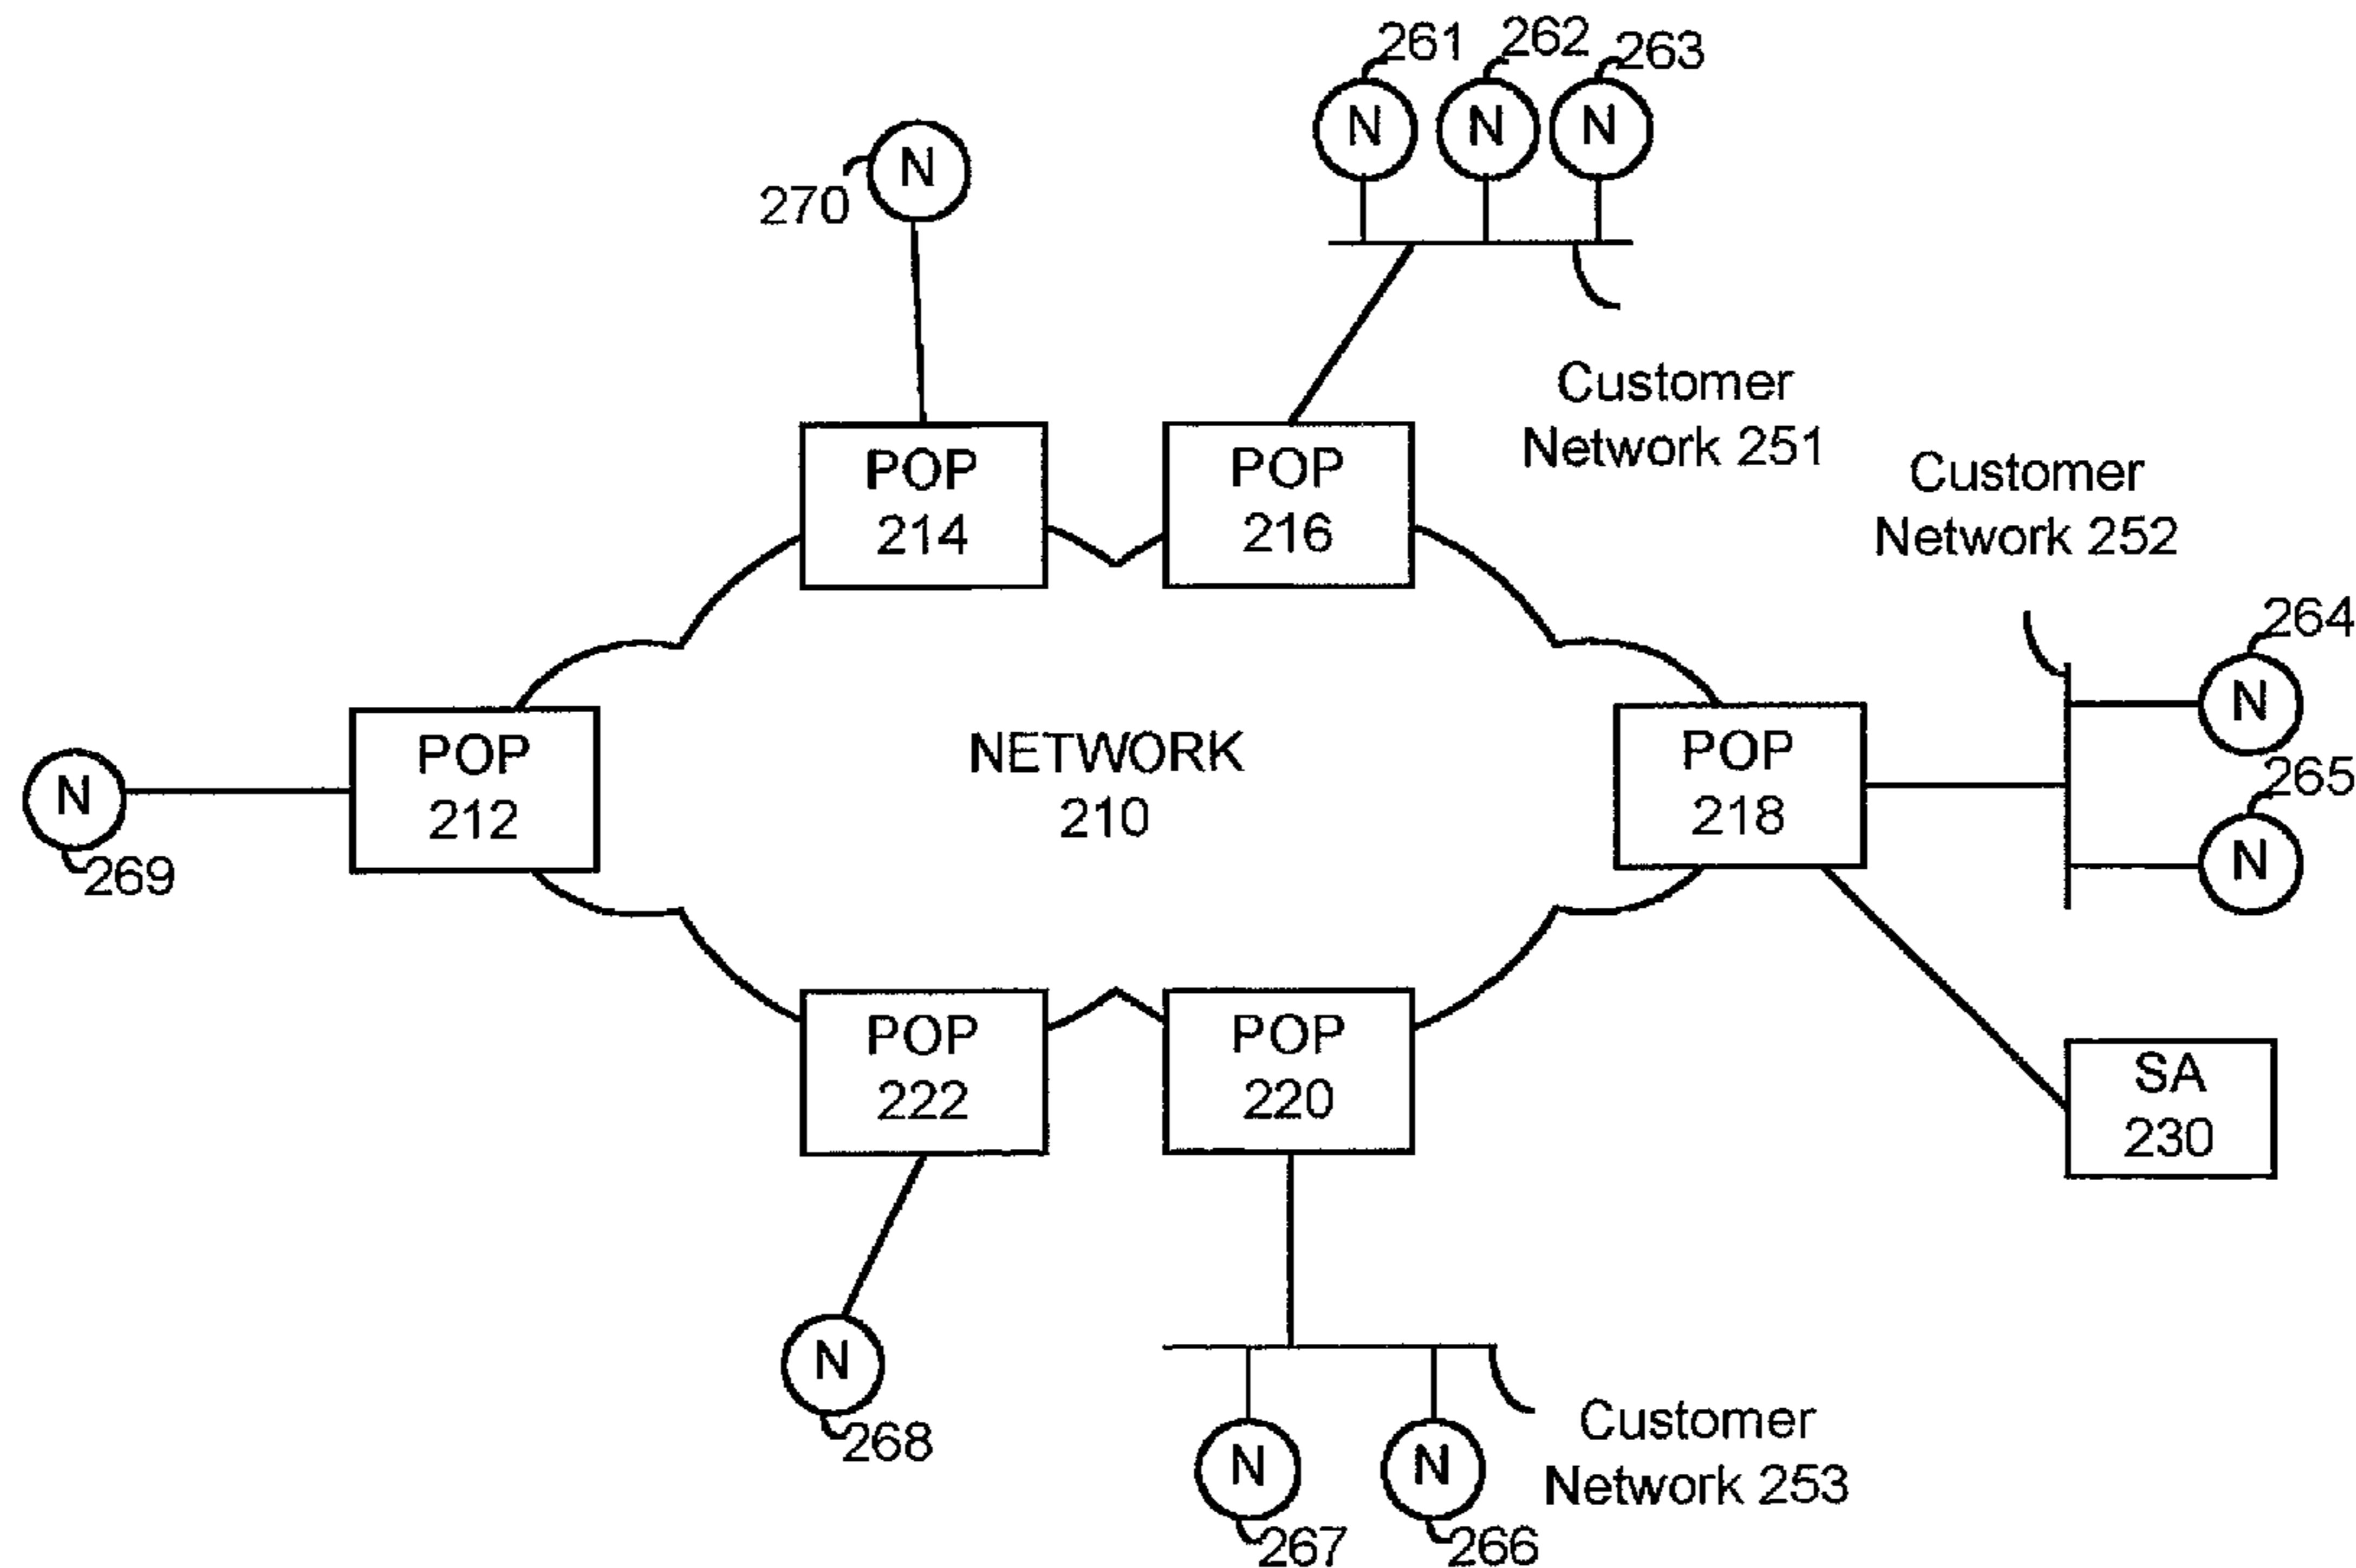 261
262
263
N
N
N
N
270
Customer
Network 251
Customer
Network 252
POP
214
POP
216
264
N
265
N
N
269
POP
212
NETWORK
210
POP
218
POP
222
POP
220
SA
230
N
268
N
267
N
266
Customer
Network 253